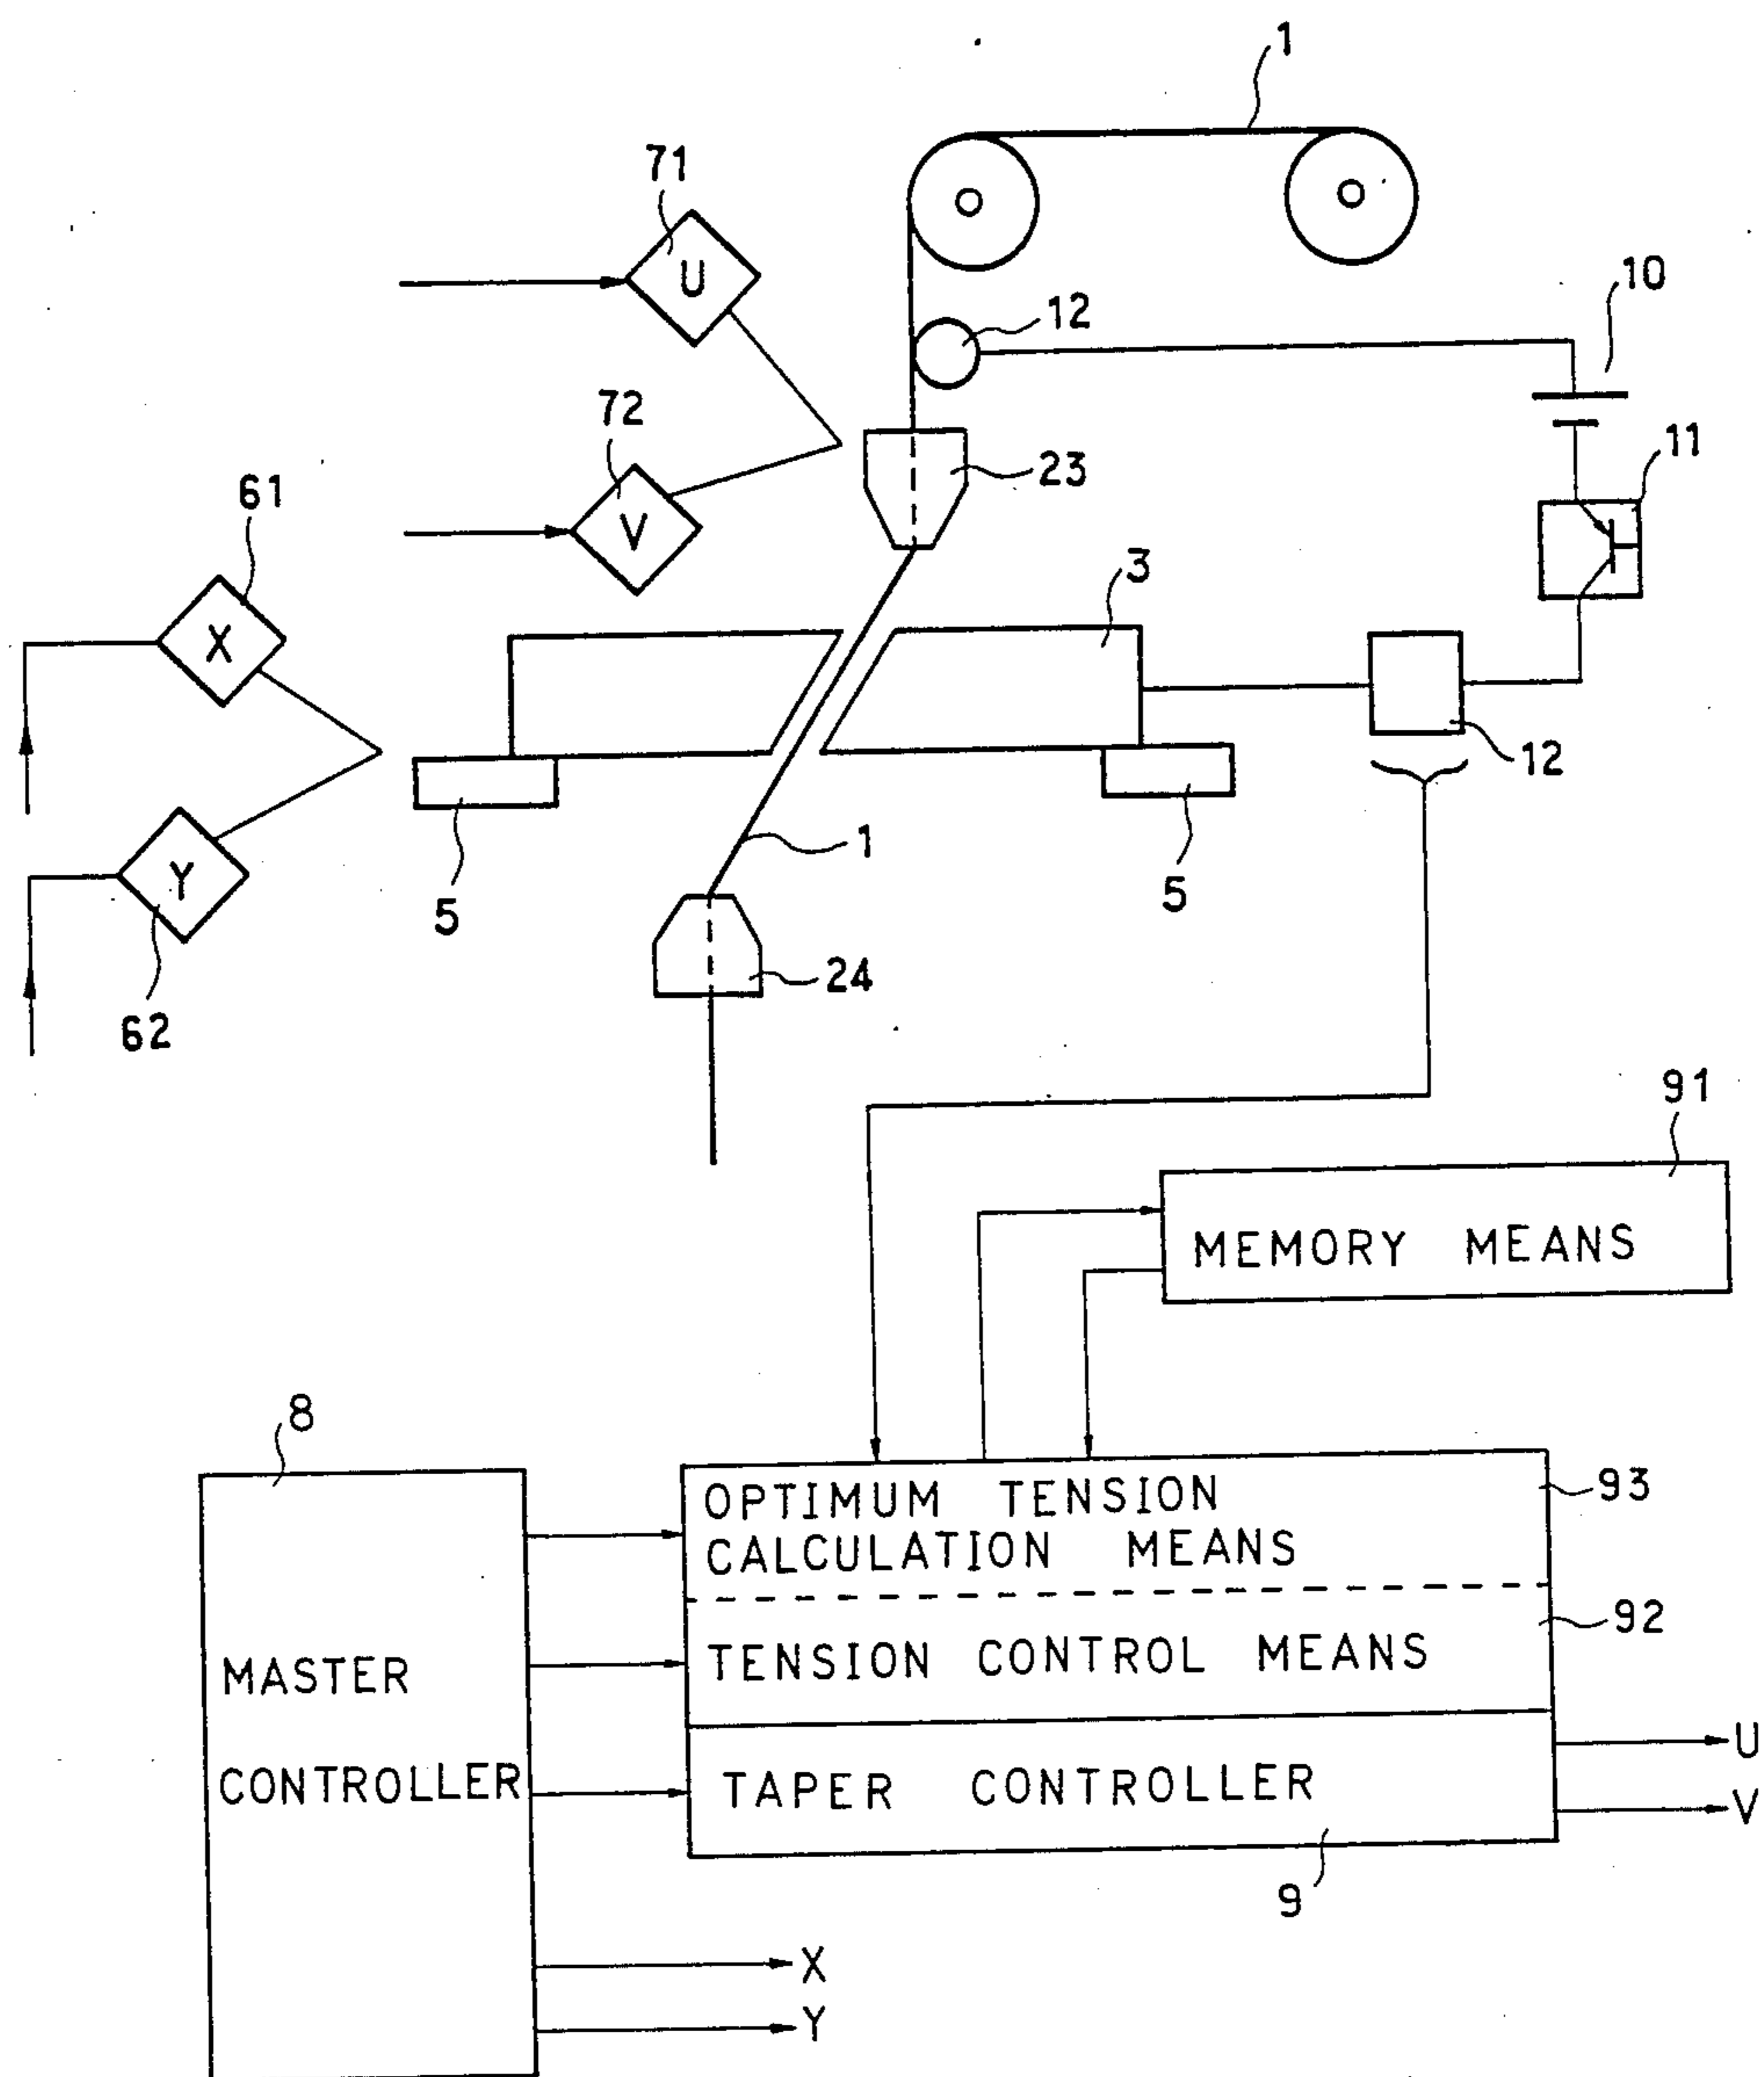 1
71
U
10
12
72
23
11
61
V
3
X
12
1
Y
5
5
24
62
91
MEMORY MEANS
8
OPTIMUM TENSION
CALCULATION MEANS
93
92
MASTER
TENSION CONTROL MEANS
U
CONTROLLER
TAPER CONTROLLER
V
9
X
Y